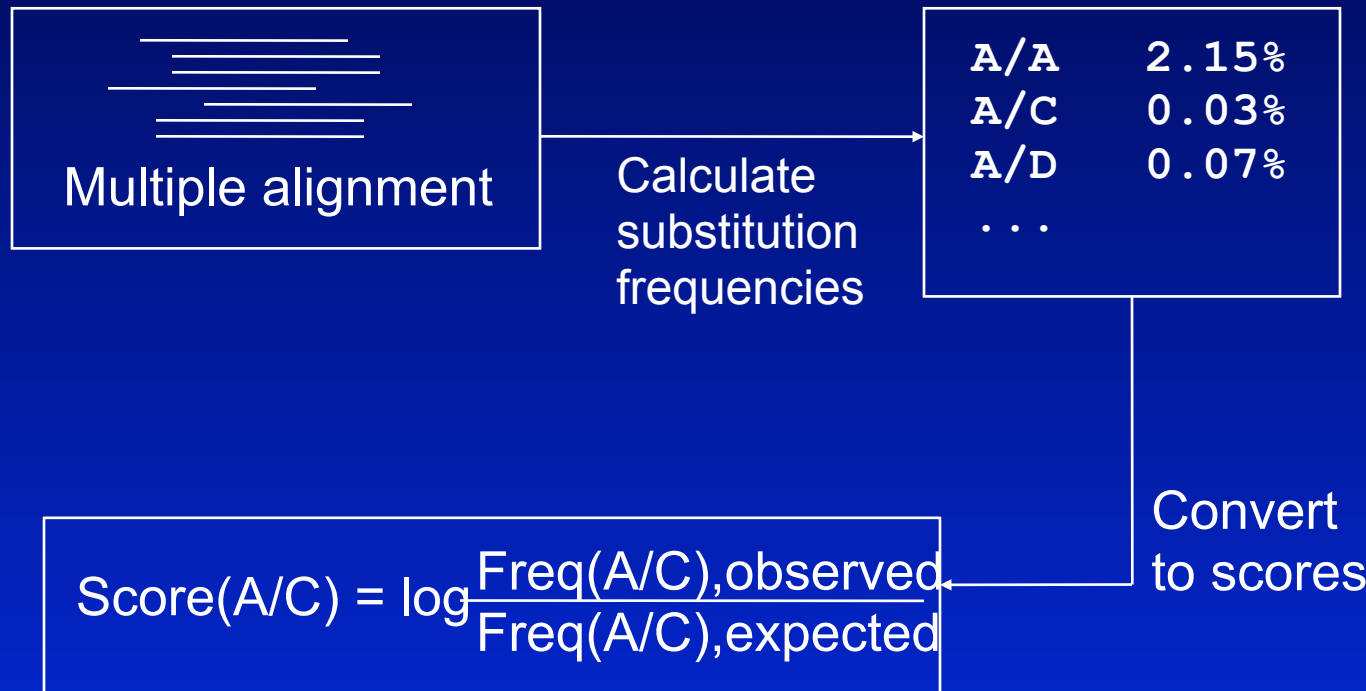 Multiple alignment
Calculate
substitution
frequencies
A/A 2.15%
A/C 0.03%
A/D 0.07%
...
Convert
to scores
Score(A/C) = log Freq(A/C),observed
Freq(A/C),expected